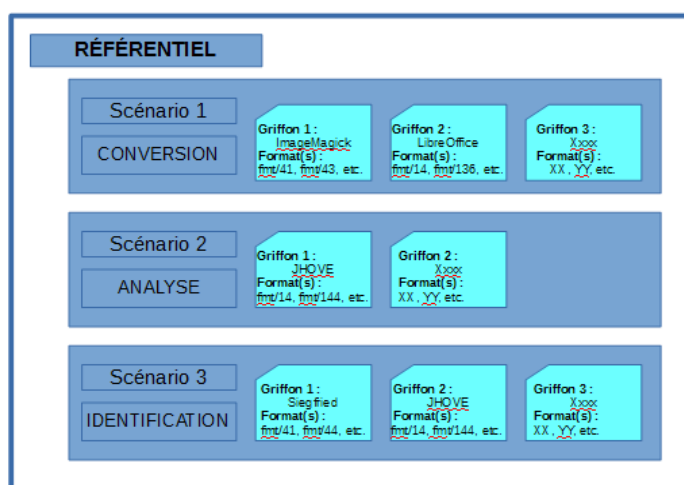 RÉFÉRENTIEL
Scénario 1
CONVERSION
Griffon 1 :
ImageMagick
Format(s) :
fmt/41, fmt/43, etc.
Griffon 2 :
LibreOffice
Format(s) :
fmt/14, fmt/136, etc.
Griffon 3 :
Xxxx
Format(s) :
XX , YY, etc.
Scénario 2
ANALYSE
Griffon 1 :
JHOVE
Format(s) :
fmt/14, fmt/144, etc.
Griffon 2 :
Xxxx
Format(s) :
XX , YY, etc.
Scénario 3
IDENTIFICATION
Griffon 1 :
Siegfried
Format(s) :
fmt/41, fmt/44, etc.
Griffon 2 :
JHOVE
Format(s) :
fmt/14, fmt/144, etc.
Griffon 3 :
Xxxx
Format(s) :
XX , YY, etc.